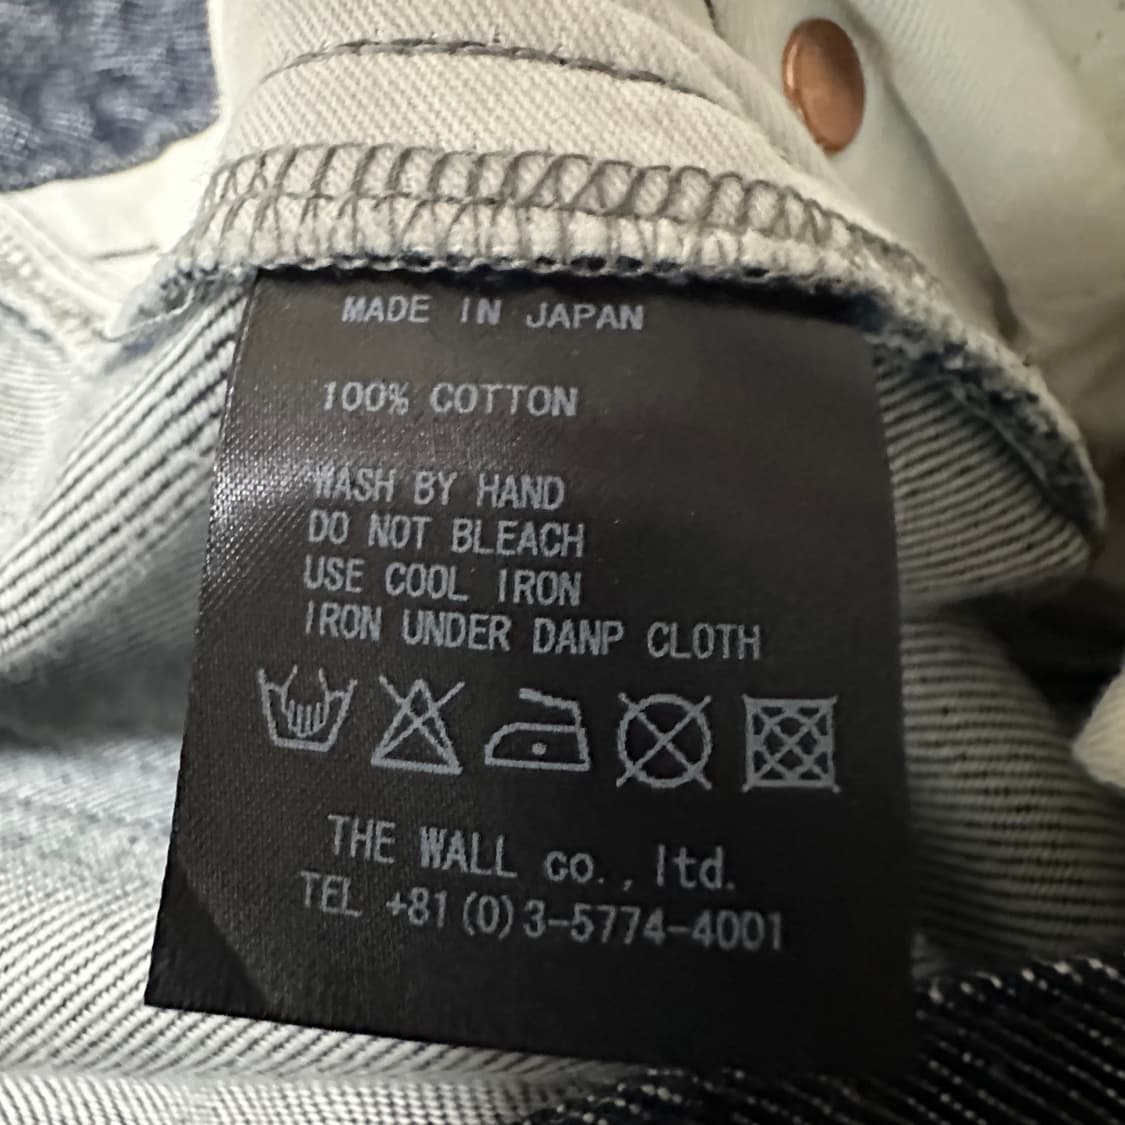 MADE IN JAPAN
100% COTTON
WASH BY HAND
DO NOT BLEACH
USE COOL IRON
IRON UNDER DANP CLOTH
THE WALL co., ltd.
TEL +81(0)3-5774-4001